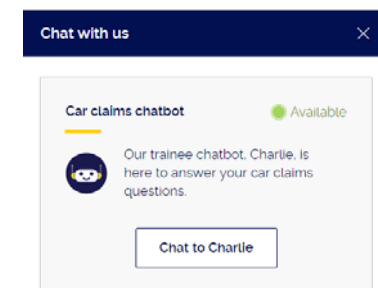 Chat with us
Car claims chatbot
Available
Our trainee chatbot, Charlie, is
here to answer your car claims
questions.
Chat to Charlie